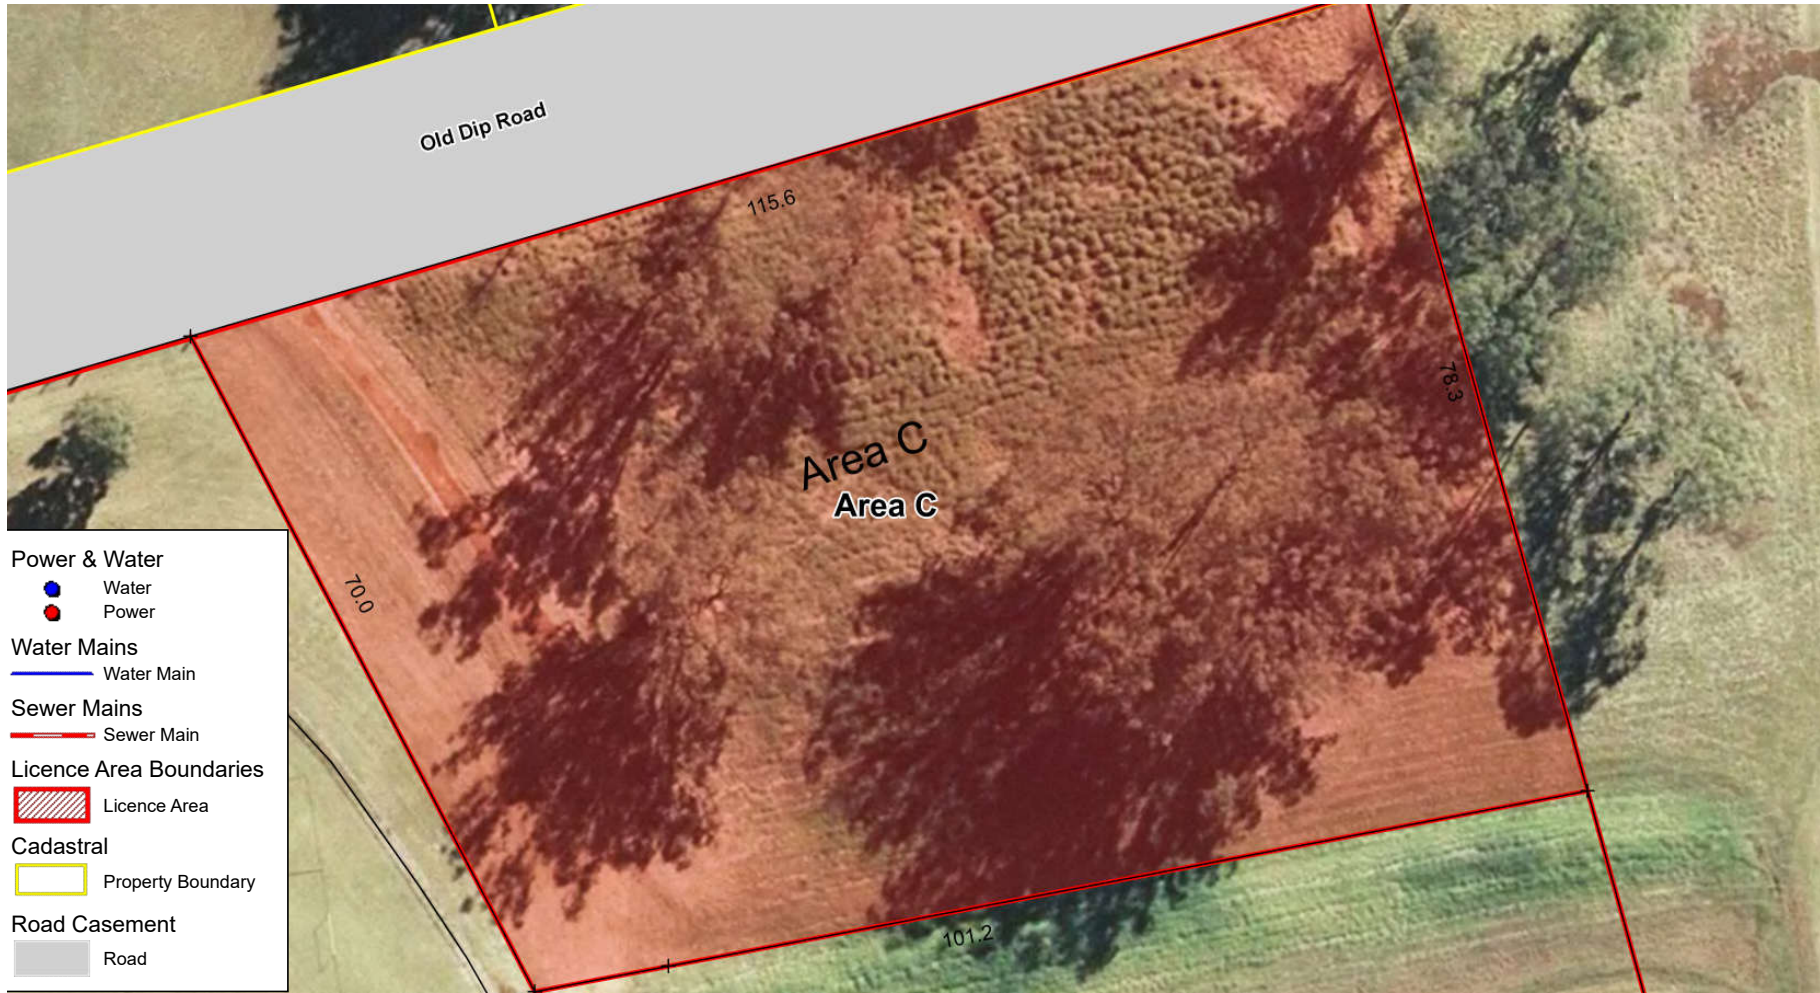 Old Dip Road
115.6
78.3
Area C
Area C
70.0
101.2
Power & Water
Water
Power
Water Mains
Water Main
Sewer Mains
Sewer Main
Licence Area Boundaries
Licence Area
Cadastral
Property Boundary
Road Casement
Road